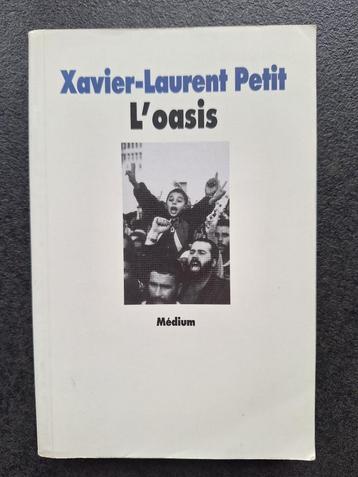 Xavier-Laurent Petit
L'oasis
Médium